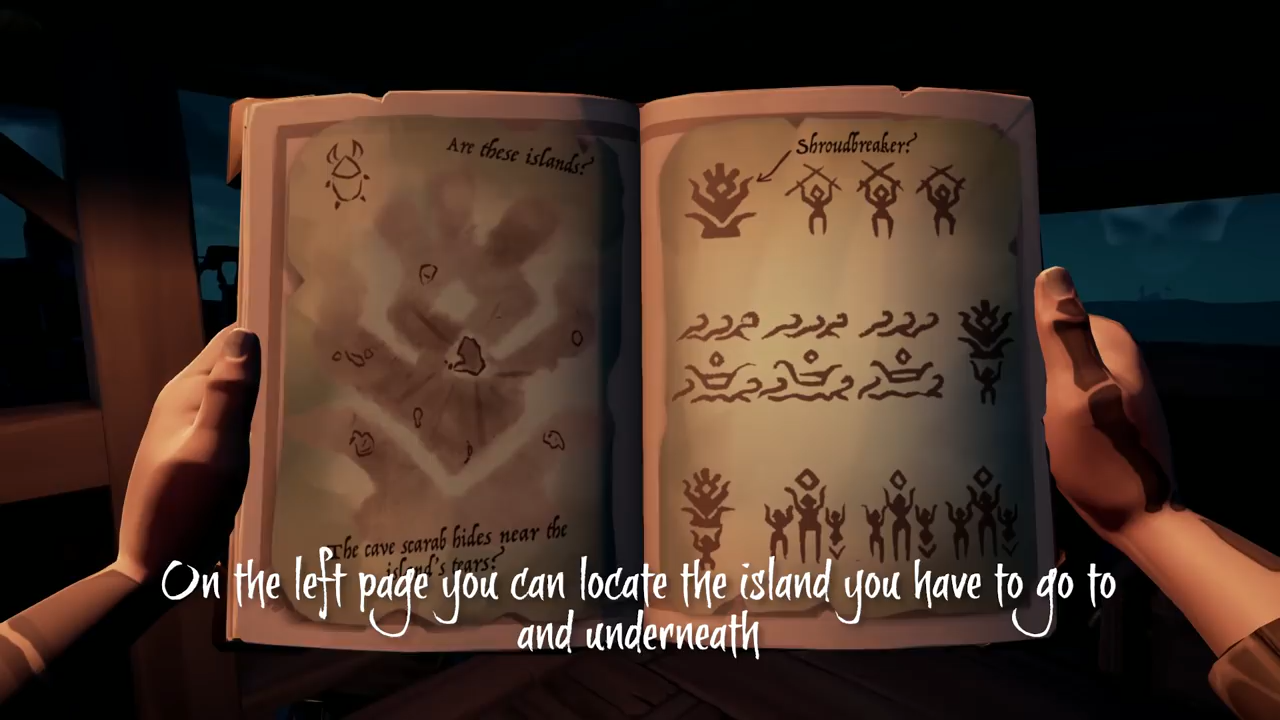 Are these islands?
Shroudbreaker?
The cave scarab hides near the
island's tears?
On the left page you can locate the island you have to go to
and underneath